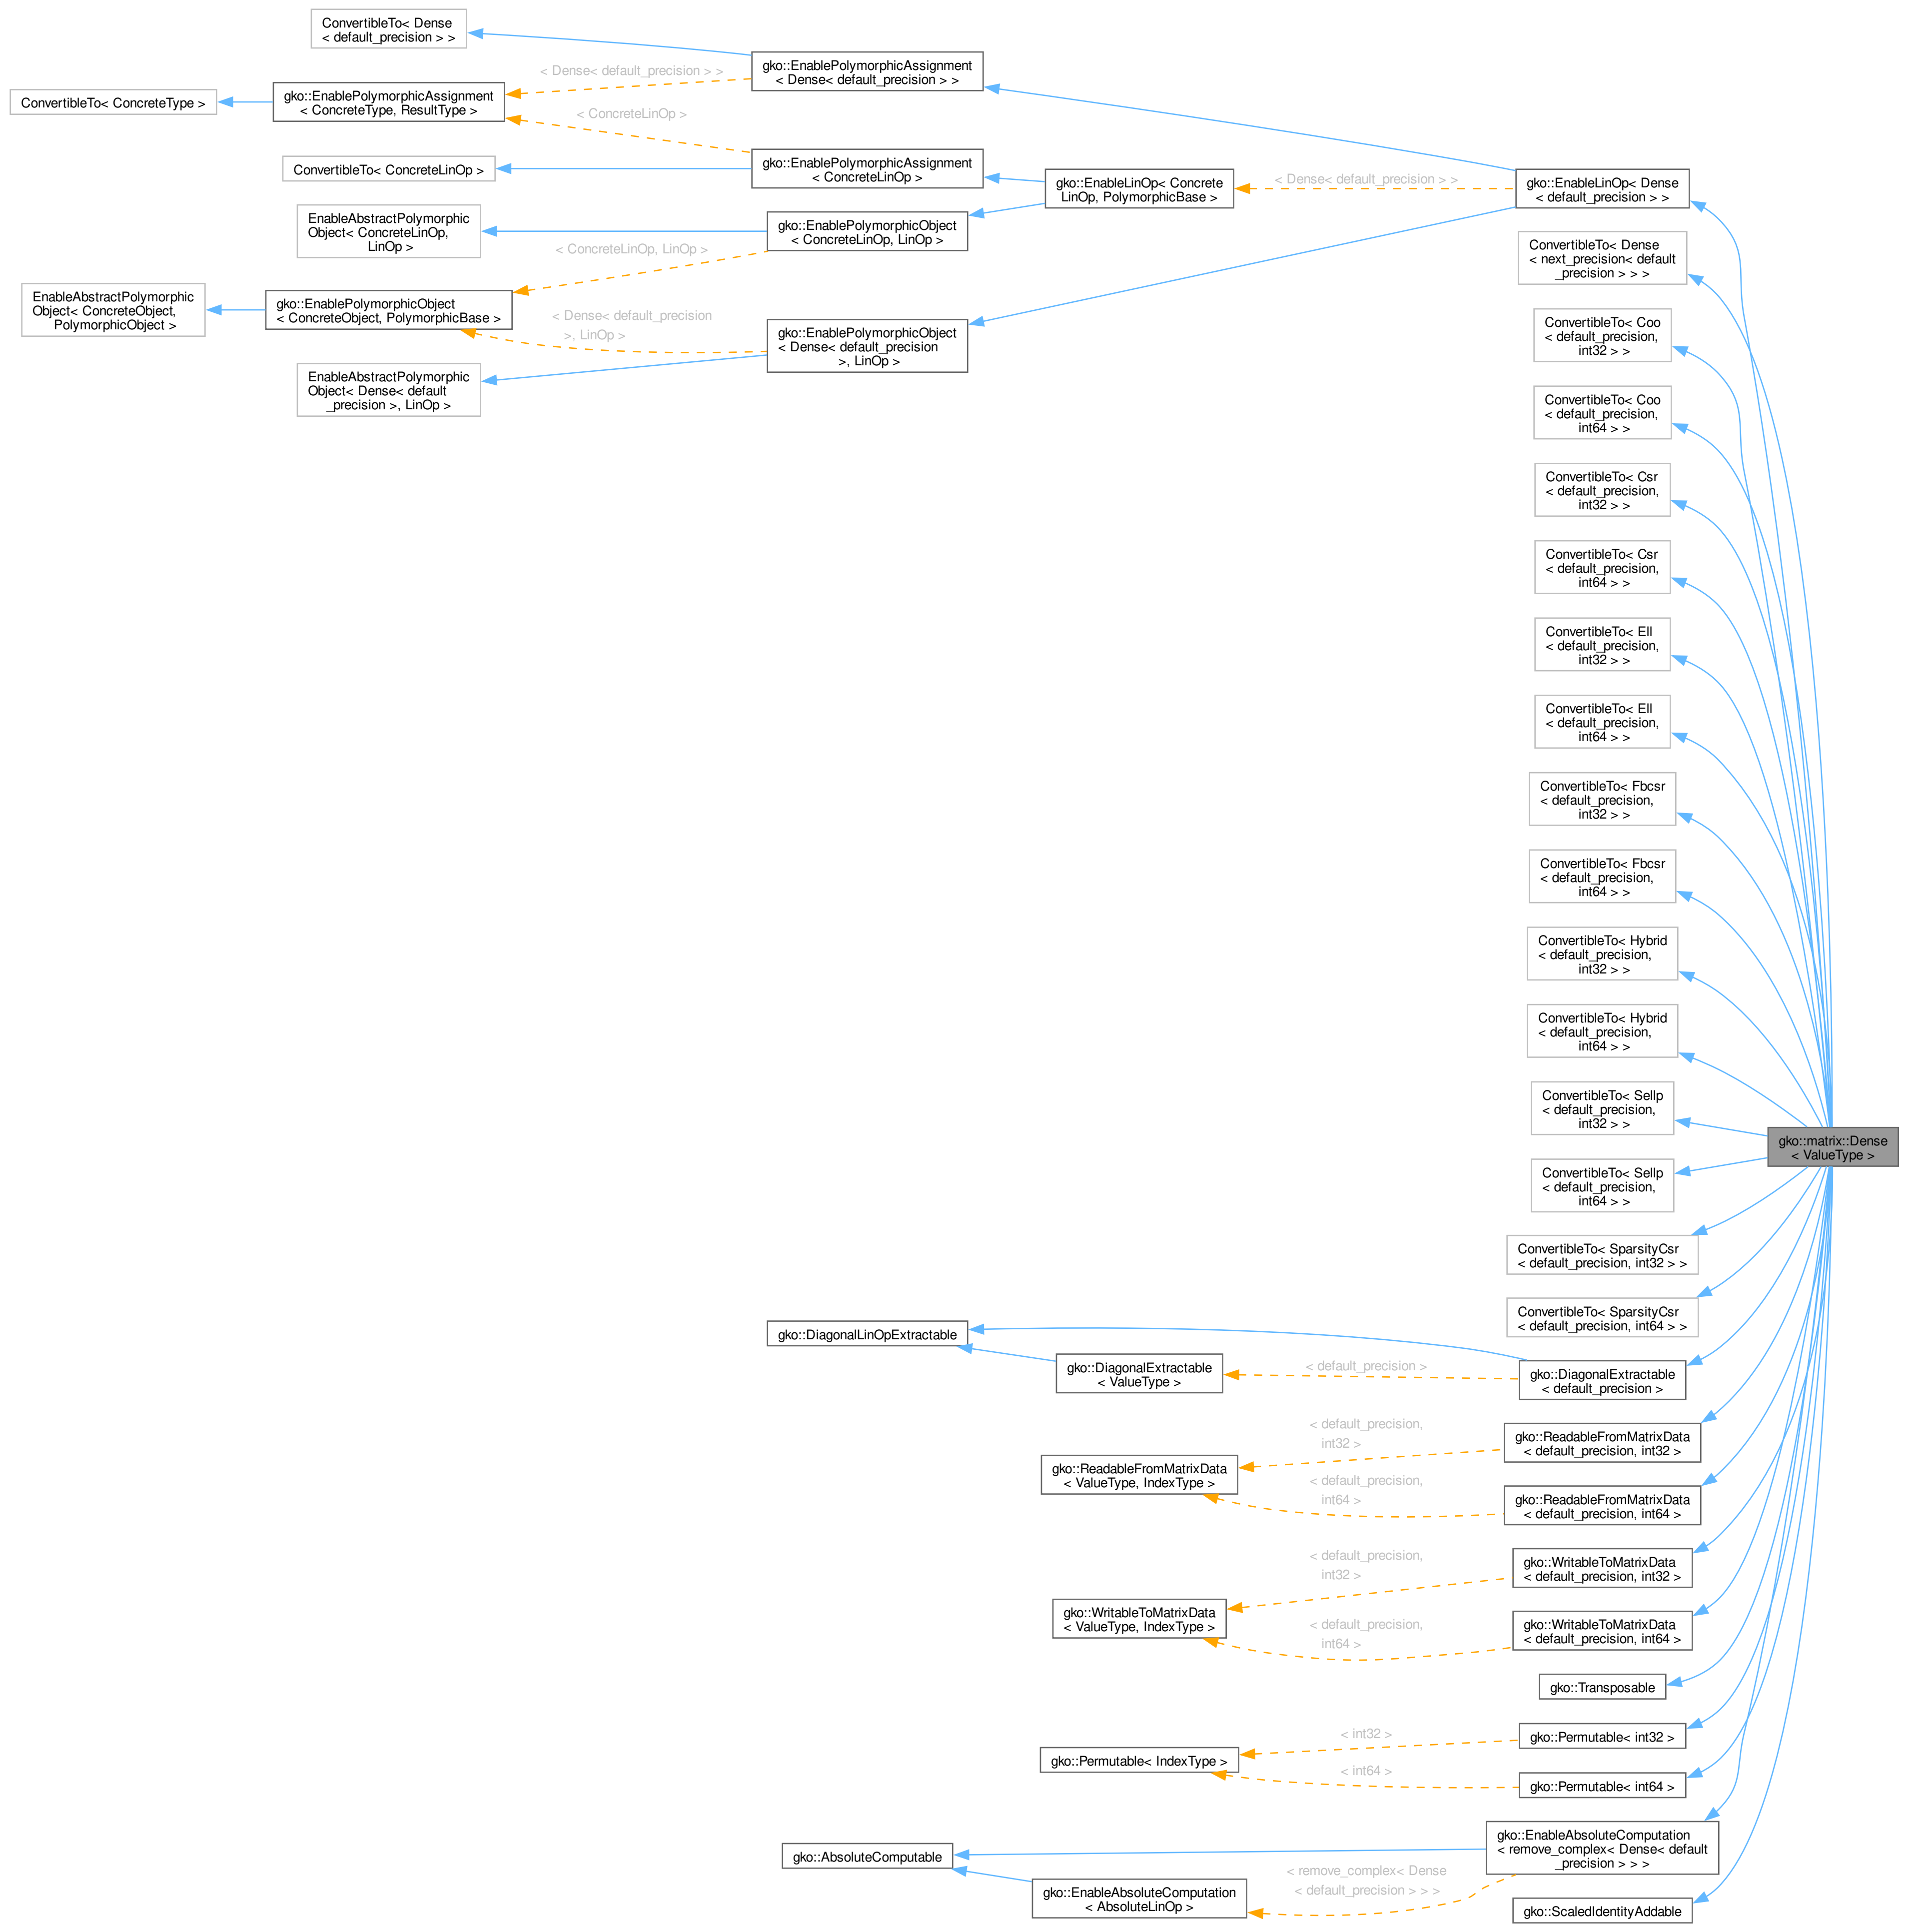 ConvertibleTo< Dense
< default_precision > >
gko::EnablePolymorphicAssignment
< Dense< default_precision > >
< Dense< default_precision > >
gko::EnablePolymorphicAssignment
< ConcreteType, ResultType >
ConvertibleTo< ConcreteType >
< ConcreteLinOp >
gko::EnablePolymorphicAssignment
< ConcreteLinOp >
ConvertibleTo< ConcreteLinOp >
gko::EnableLinOp< Concrete
LinOp, PolymorphicBase >
< Dense< default_precision > >
gko::EnableLinOp< Dense
< default_precision > >
EnableAbstractPolymorphic
Object< ConcreteLinOp,
LinOp >
gko::EnablePolymorphicObject
< ConcreteLinOp, LinOp >
< ConcreteLinOp, LinOp >
EnableAbstractPolymorphic
Object< ConcreteObject,
PolymorphicObject >
gko::EnablePolymorphicObject
< ConcreteObject, PolymorphicBase >
< Dense< default_precision
>, LinOp >
gko::EnablePolymorphicObject
< Dense< default_precision
>, LinOp >
EnableAbstractPolymorphic
Object< Dense< default
_precision >, LinOp >
ConvertibleTo< Dense
< next_precision< default
_precision > > >
ConvertibleTo< Coo
< default_precision,
int32 > >
ConvertibleTo< Coo
< default_precision,
int64 > >
ConvertibleTo< Csr
< default_precision,
int32 > >
ConvertibleTo< Csr
< default_precision,
int64 > >
ConvertibleTo< Ell
< default_precision,
int32 > >
ConvertibleTo< Ell
< default_precision,
int64 > >
ConvertibleTo< Fbcsr
< default_precision,
int32 > >
ConvertibleTo< Fbcsr
< default_precision,
int64 > >
ConvertibleTo< Hybrid
< default_precision,
int32 > >
ConvertibleTo< Hybrid
< default_precision,
int64 > >
ConvertibleTo< Sellp
< default_precision,
int32 > >
gko::matrix::Dense
< ValueType >
ConvertibleTo< Sellp
< default_precision,
int64 > >
ConvertibleTo< SparsityCsr
< default_precision, int32 > >
ConvertibleTo< SparsityCsr
< default_precision, int64 > >
gko::DiagonalLinOpExtractable
gko::DiagonalExtractable
< ValueType >
< default_precision >
gko::DiagonalExtractable
< default_precision >
< default_precision,
int32 >
gko::ReadableFromMatrixData
< default_precision, int32 >
gko::ReadableFromMatrixData
< ValueType, IndexType >
< default_precision,
int64 >
gko::ReadableFromMatrixData
< default_precision, int64 >
< default_precision,
int32 >
gko::WritableToMatrixData
< default_precision, int32 >
gko::WritableToMatrixData
< ValueType, IndexType >
< default_precision,
int64 >
gko::WritableToMatrixData
< default_precision, int64 >
gko::Transposable
< int32 >
gko::Permutable< int32 >
gko::Permutable< IndexType >
< int64 >
gko::Permutable< int64 >
gko::EnableAbsoluteComputation
< remove_complex< Dense< default
_precision > > >
gko::AbsoluteComputable
< remove_complex< Dense
< default_precision > > >
gko::EnableAbsoluteComputation
< AbsoluteLinOp >
gko::ScaledIdentityAddable